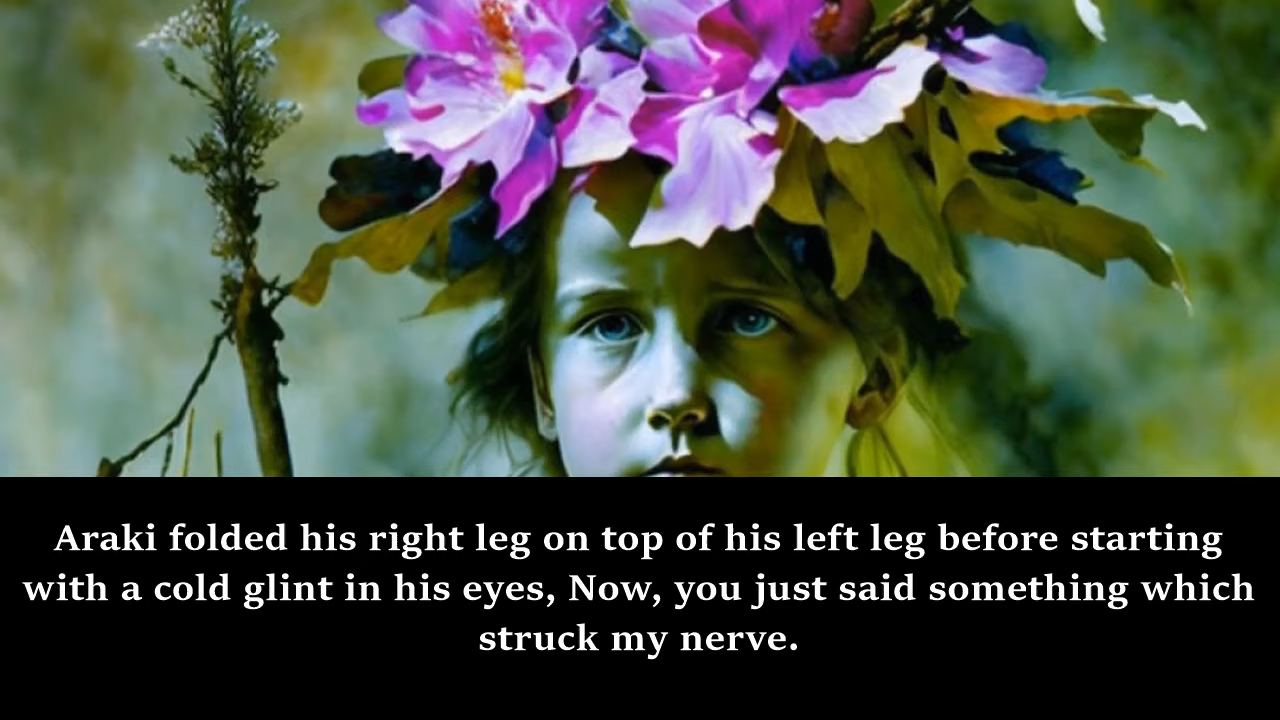 Araki folded his right leg on top of his left leg before starting
with a cold glint in his eyes, Now, you just said something which
struck my nerve.